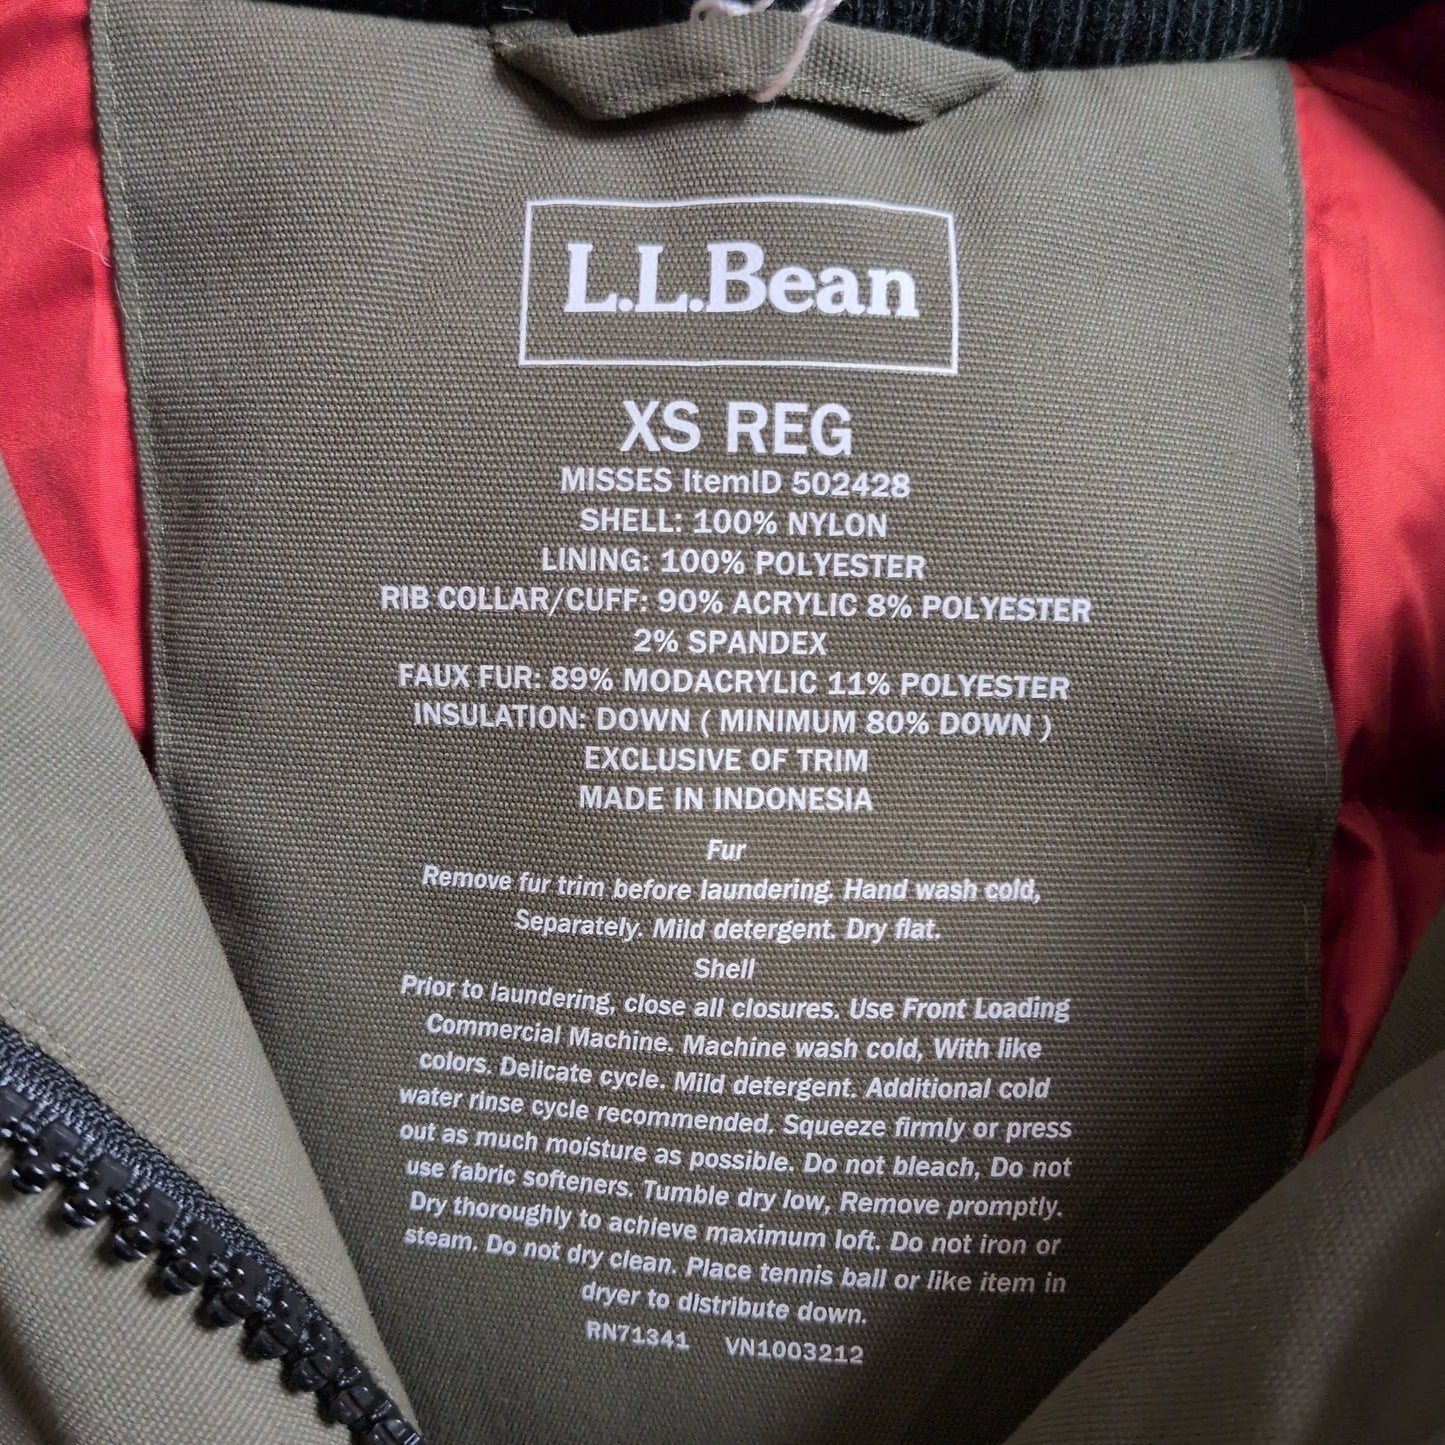 L.L.Bean
XS REG
MISSES ItemID 502428
SHELL: 100% NYLON
LINING: 100% POLYESTER
RIB COLLAR/CUFF: 90% ACRYLIC 8% POLYESTER
2% SPANDEX
FAUX FUR: 89% MODACRYLIC 11% POLYESTER
INSULATION: DOWN ( MINIMUM 80% DOWN )
EXCLUSIVE OF TRIM
MADE IN INDONESIA
Fur
Remove fur trim before laundering. Hand wash cold,
Separately. Mild detergent. Dry flat.
Shell
Prior to laundering, close all closures. Use Front Loading
Commercial Machine. Machine wash cold, With like
colors. Delicate cycle. Mild detergent. Additional cold
water rinse cycle recommended. Squeeze firmly or press
out as much moisture as possible. Do not bleach, Do not
use fabric softeners. Tumble dry low, Remove promptly.
Dry thoroughly to achieve maximum loft. Do not iron or
steam. Do not dry clean. Place tennis ball or like item in
dryer to distribute down.
RN71341 VN1003212